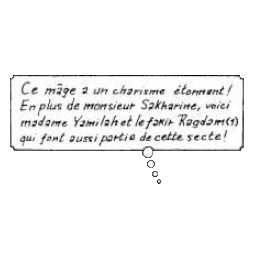 Ce mâge a un charisme étonnant!
En plus de monsieur Sakharine, voici
madame Yamilah et le fakir Ragdam(1)
qui font aussi partie de cette secte!